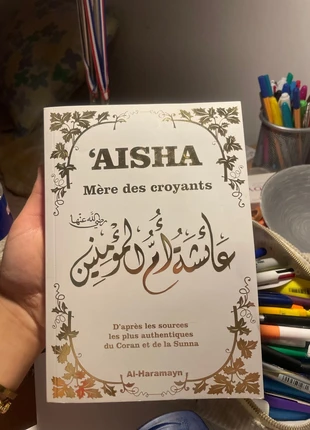 ‘AISHA
Mère des croyants
رضي الله عنها
عائشة أم المؤمنين
D'après les sources
les plus authentiques
du Coran et de la Sunna
Al-Haramayn